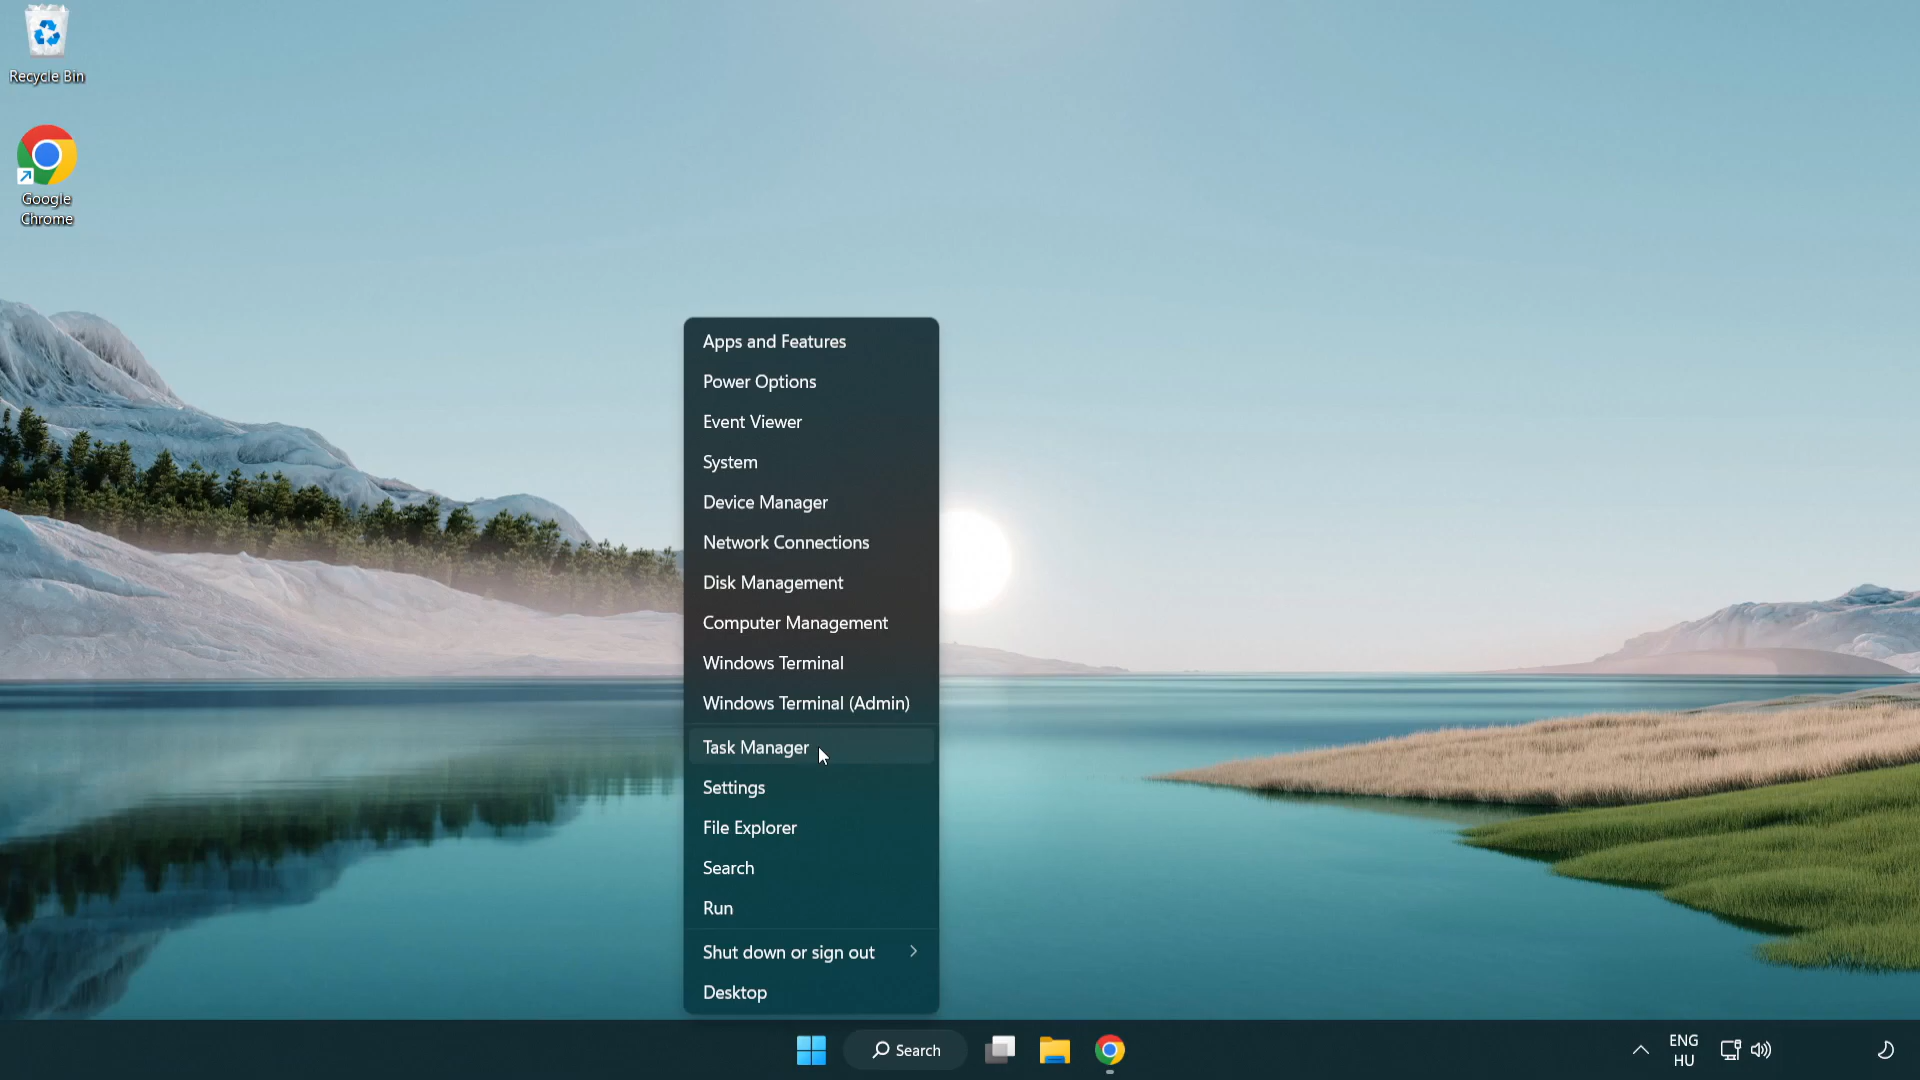 Recycle Bin
Google
Chrome
Apps and Features
Power Options
Event Viewer
System
Device Manager
Network Connections
Disk Management
Computer Management
Windows Terminal
Windows Terminal (Admin)
Task Manager
Settings
File Explorer
Search
Run
Shut down or sign out
Desktop
Search
ENG
HU